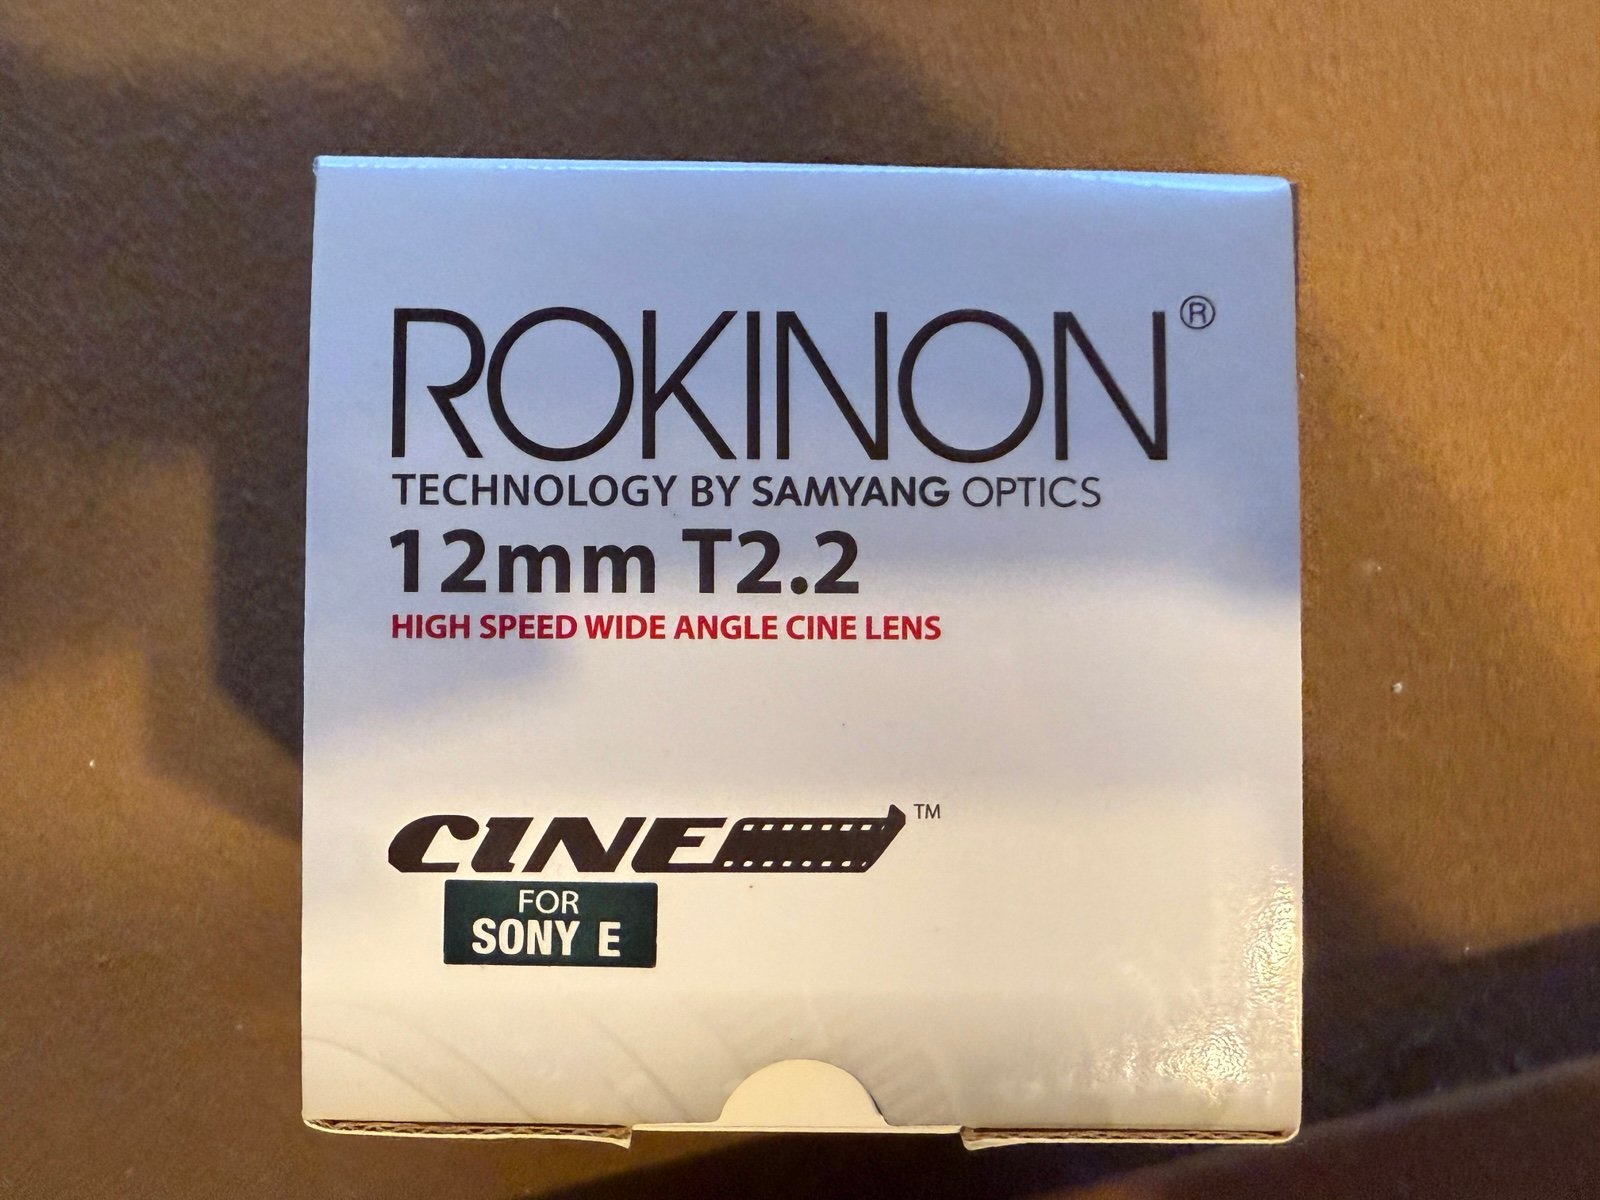 ROKINON®
TECHNOLOGY BY SAMYANG OPTICS
12mm T2.2
HIGH SPEED WIDE ANGLE CINE LENS
CINE™
FOR
SONY E